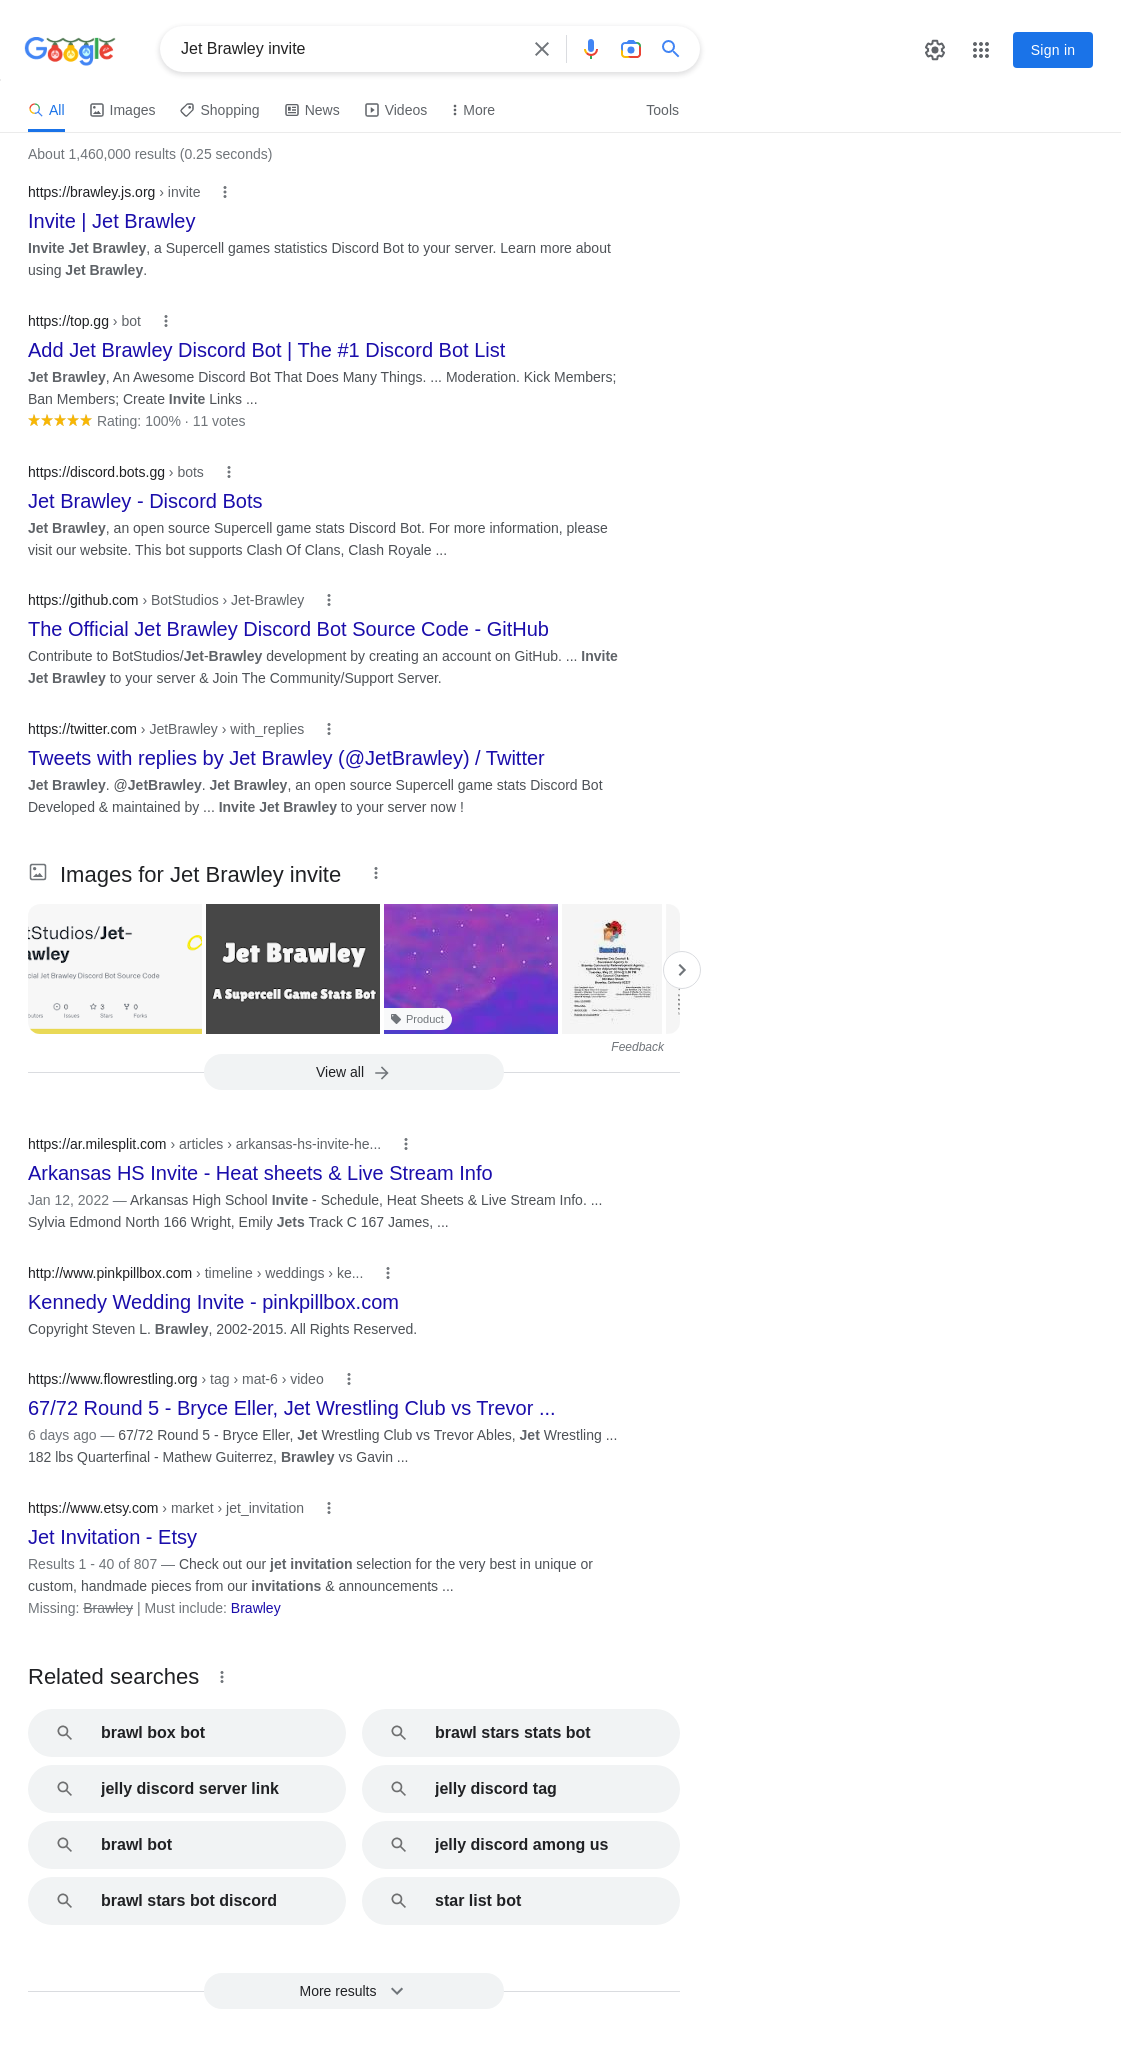 Google
Jet Brawley invite
Sign in
All
Images
Shopping
News
Videos
More
Tools
About 1,460,000 results (0.25 seconds)
https://brawley.js.org › invite
Invite | Jet Brawley
Invite Jet Brawley, a Supercell games statistics Discord Bot to your server. Learn more about
using Jet Brawley.
https://top.gg › bot
Add Jet Brawley Discord Bot | The #1 Discord Bot List
Jet Brawley, An Awesome Discord Bot That Does Many Things. ... Moderation. Kick Members;
Ban Members; Create Invite Links ...
Rating: 100% · 11 votes
https://discord.bots.gg › bots
Jet Brawley - Discord Bots
Jet Brawley, an open source Supercell game stats Discord Bot. For more information, please
visit our website. This bot supports Clash Of Clans, Clash Royale ...
https://github.com › BotStudios › Jet-Brawley
The Official Jet Brawley Discord Bot Source Code - GitHub
Contribute to BotStudios/Jet-Brawley development by creating an account on GitHub. ... Invite
Jet Brawley to your server & Join The Community/Support Server.
https://twitter.com › JetBrawley › with_replies
Tweets with replies by Jet Brawley (@JetBrawley) / Twitter
Jet Brawley. @JetBrawley. Jet Brawley, an open source Supercell game stats Discord Bot
Developed & maintained by ... Invite Jet Brawley to your server now !
Images for Jet Brawley invite
tStudios/Jet-
awley
cial Jet Brawley Discord Bot Source Code
0 3 0
butors Issues Stars Forks
Jet Brawley
A Supercell Game Stats Bot
Product
Memorial Day
Feedback
View all
https://ar.milesplit.com › articles › arkansas-hs-invite-he...
Arkansas HS Invite - Heat sheets & Live Stream Info
Jan 12, 2022 — Arkansas High School Invite - Schedule, Heat Sheets & Live Stream Info. ...
Sylvia Edmond North 166 Wright, Emily Jets Track C 167 James, ...
http://www.pinkpillbox.com › timeline › weddings › ke...
Kennedy Wedding Invite - pinkpillbox.com
Copyright Steven L. Brawley, 2002-2015. All Rights Reserved.
https://www.flowrestling.org › tag › mat-6 › video
67/72 Round 5 - Bryce Eller, Jet Wrestling Club vs Trevor ...
6 days ago — 67/72 Round 5 - Bryce Eller, Jet Wrestling Club vs Trevor Ables, Jet Wrestling ...
182 lbs Quarterfinal - Mathew Guiterrez, Brawley vs Gavin ...
https://www.etsy.com › market › jet_invitation
Jet Invitation - Etsy
Results 1 - 40 of 807 — Check out our jet invitation selection for the very best in unique or
custom, handmade pieces from our invitations & announcements ...
Missing: Brawley | Must include: Brawley
Related searches
brawl box bot
brawl stars stats bot
jelly discord server link
jelly discord tag
brawl bot
jelly discord among us
brawl stars bot discord
star list bot
More results